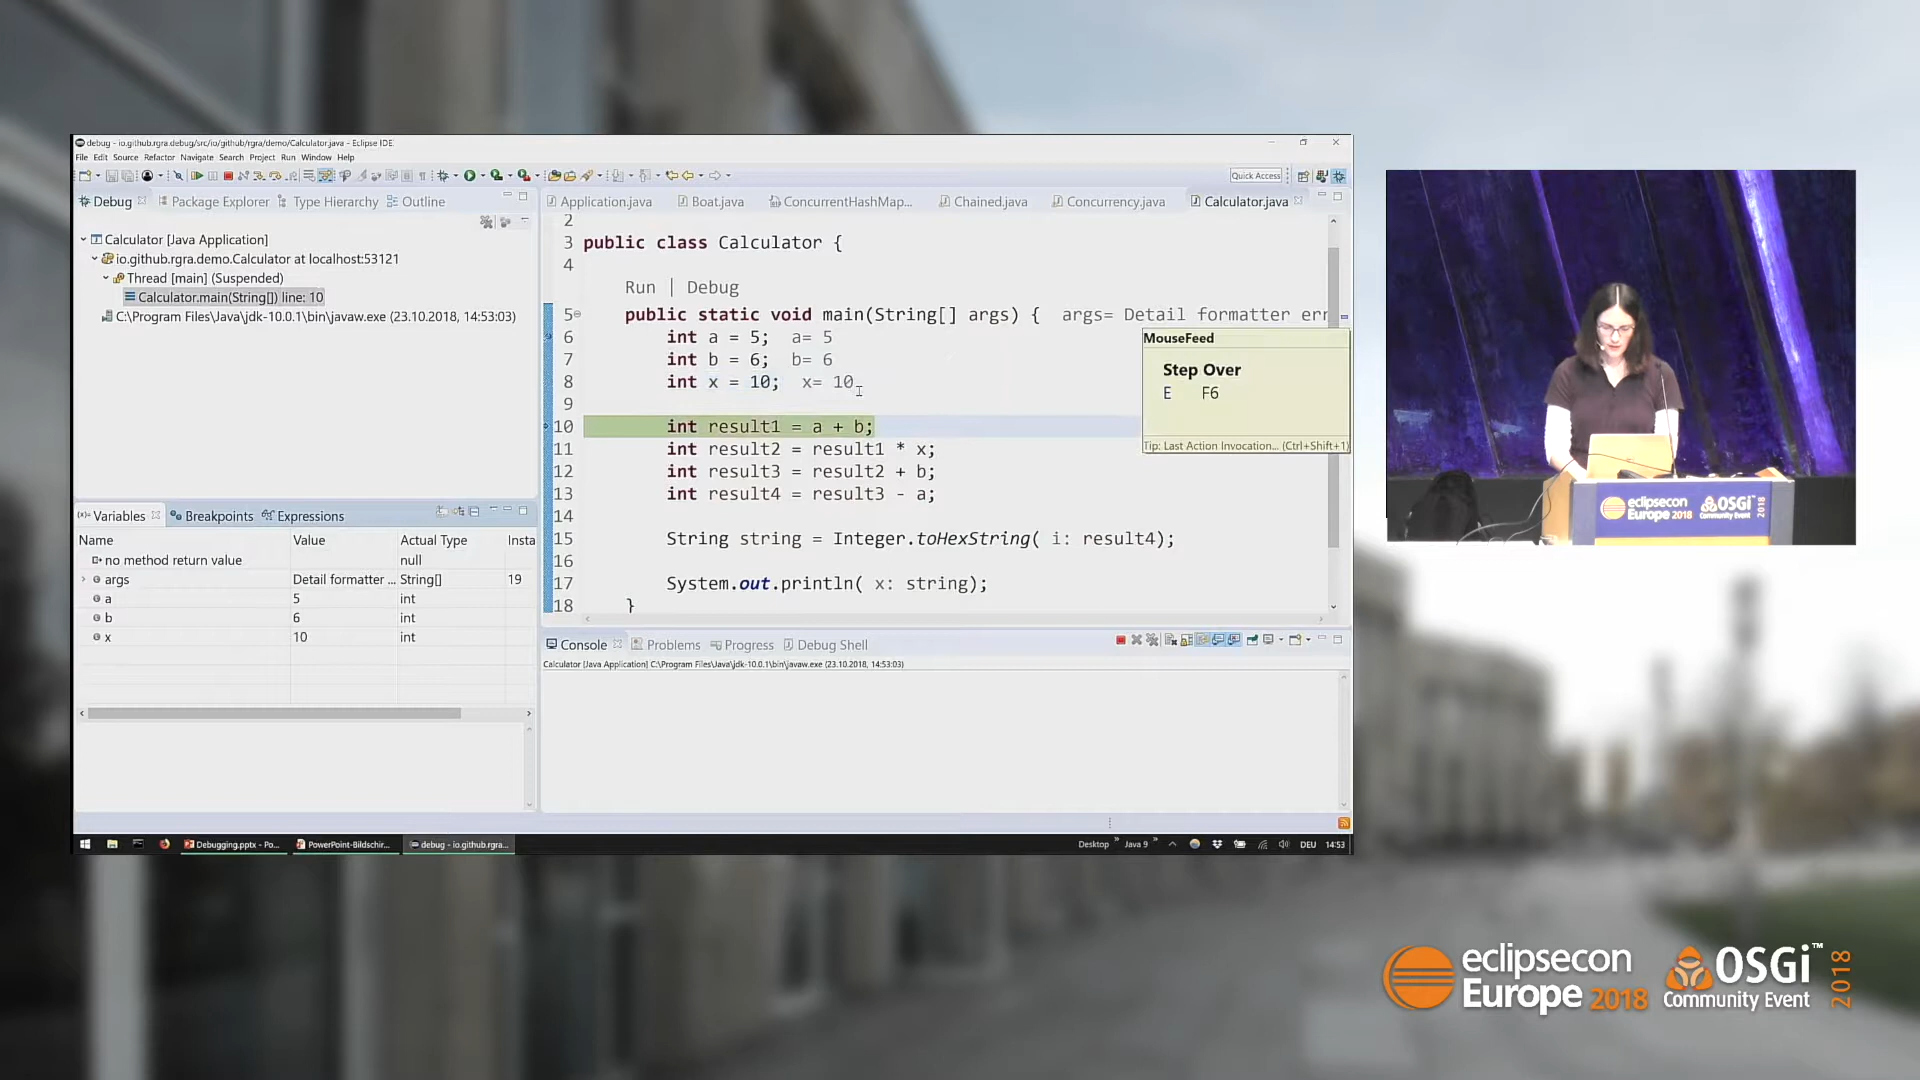 debug - io.github.rgra.debug/src/io/github/rgra/demo/Calculator.java - Eclipse IDE
File Edit Source Refactor Navigate Search Project Run Window Help
Quick Access
Debug Package Explorer Type Hierarchy Outline
Application.java Boat.java ConcurrentHashMap... Chained.java Concurrency.java Calculator.java
Calculator [Java Application]
io.github.rgra.demo.Calculator at localhost:53121
Thread [main] (Suspended)
Calculator.main(String[]) line: 10
C:\Program Files\Java\jdk-10.0.1\bin\javaw.exe (23.10.2018, 14:53:03)
2
3 public class Calculator {
4
Run | Debug
5 public static void main(String[] args) { args= Detail formatter err
6 int a = 5; a= 5
7 int b = 6; b= 6
8 int x = 10; x= 10
9
10 int result1 = a + b;
11 int result2 = result1 * x;
12 int result3 = result2 + b;
13 int result4 = result3 - a;
14
15 String string = Integer.toHexString( i: result4);
16
17 System.out.println( x: string);
18 }
MouseFeed
Step Over
E F6
Tip: Last Action Invocation... (Ctrl+Shift+1)
Variables Breakpoints Expressions
Name Value Actual Type Insta
no method return value null
args Detail formatter ... String[] 19
a 5 int
b 6 int
x 10 int
Console Problems Progress Debug Shell
Calculator [Java Application] C:\Program Files\Java\jdk-10.0.1\bin\javaw.exe (23.10.2018, 14:53:03)
Debugging.pptx - Po... PowerPoint-Bildschir... debug - io.github.rgra...
Desktop Java 9 DEU 14:53
eclipsecon
Europe 2018
OSGi
Community Event
2018
eclipsecon
Europe 2018
OSGi™
Community Event
2018